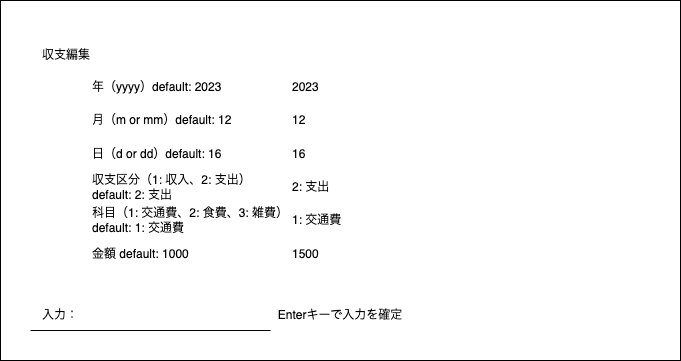 収支編集
年（yyyy）default: 2023 2023
月（m or mm）default: 12 12
日（d or dd）default: 16 16
収支区分（1: 収入、2: 支出）
default: 2: 支出 2: 支出
科目（1: 交通費、2: 食費、3: 雑費）
default: 1: 交通費 1: 交通費
金額 default: 1000 1500
入力： Enterキーで入力を確定